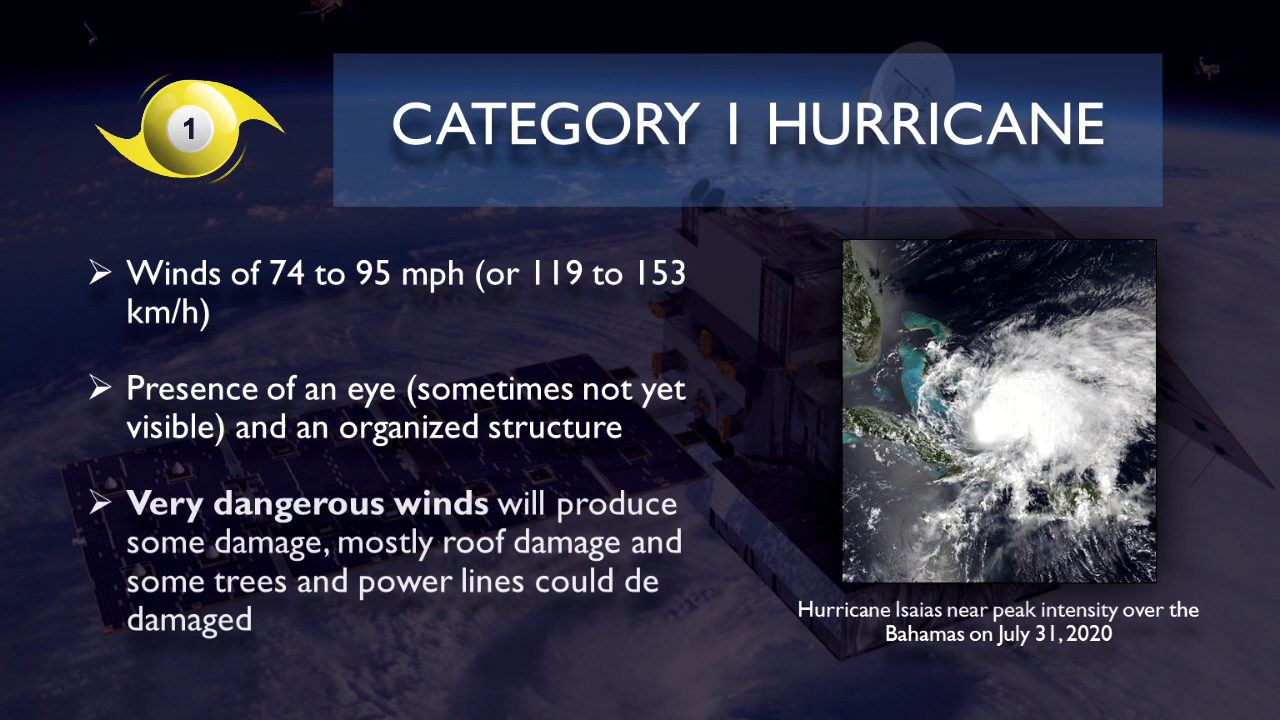 1
CATEGORY 1 HURRICANE
➢ Winds of 74 to 95 mph (or 119 to 153
km/h)
➢ Presence of an eye (sometimes not yet
visible) and an organized structure
➢ Very dangerous winds will produce
some damage, mostly roof damage and
some trees and power lines could de
damaged
Hurricane Isaias near peak intensity over the
Bahamas on July 31, 2020